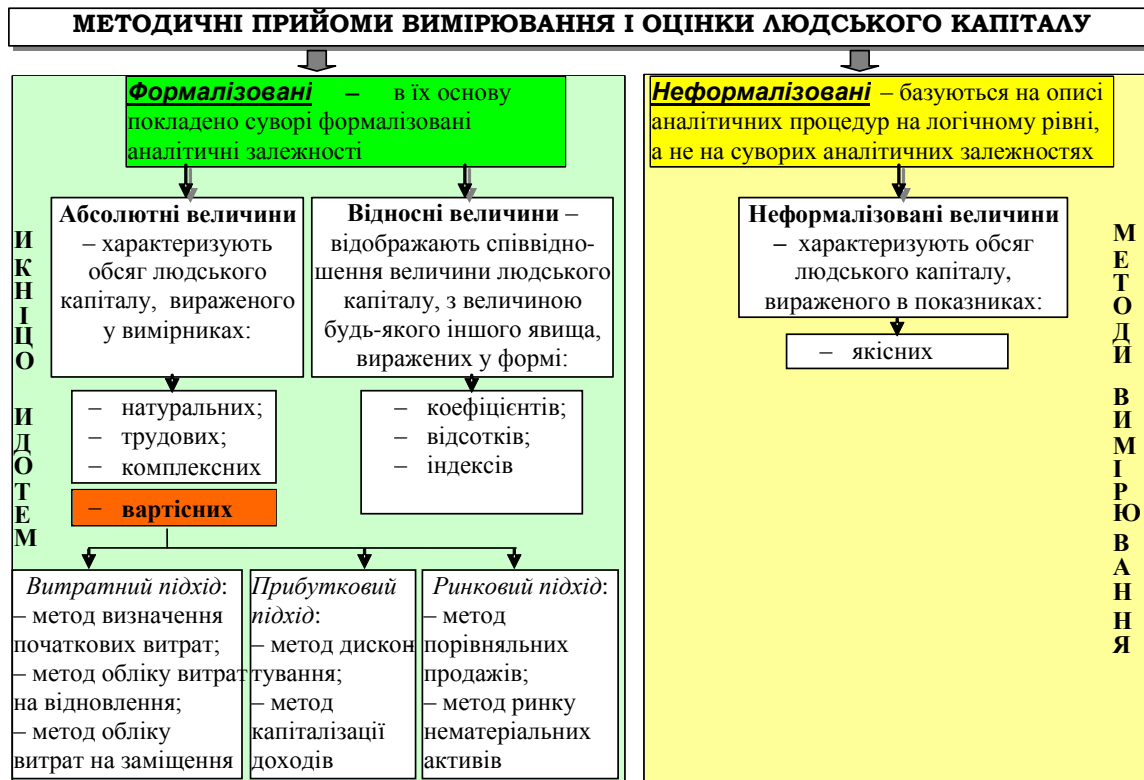 МЕТОДИЧНІ ПРИЙОМИ ВИМІРЮВАННЯ І ОЦІНКИ ЛЮДСЬКОГО КАПІТАЛУ
Формалізовані – в їх основу
покладено суворі формалізовані
аналітичні залежності
Абсолютні величини
– характеризують
обсяг людського
капіталу, вираженого
у вимірниках:
Відносні величини –
відображають співвідно-
шення величини людського
капіталу, з величиною
будь-якого іншого явища,
виражених у формі:
– натуральних;
– трудових;
– комплексних
– вартісних
– коефіцієнтів;
– відсотків;
– індексів
Витратний підхід:
– метод визначення
початкових витрат;
– метод обліку витрат
на відновлення;
– метод обліку
витрат на заміщення
Прибутковий
підхід:
– метод дискон
тування;
– метод
капіталізації
доходів
Ринковий підхід:
– метод
порівняльних
продажів;
– метод ринку
нематеріальних
активів
МЕТОДИ ОЦІНКИ
Неформалізовані – базуються на описі
аналітичних процедур на логічному рівні,
а не на суворих аналітичних залежностях
Неформалізовані величини
– характеризують обсяг
людського капіталу,
вираженого в показниках:
– якісних
МЕТОДИ ВИМІРЮВАННЯ